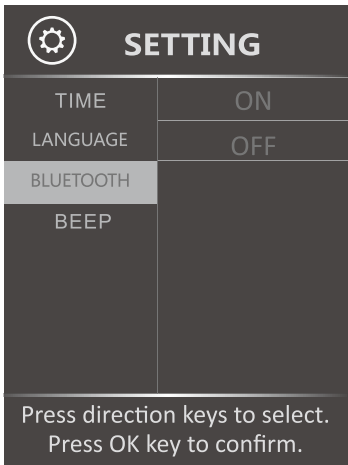 SETTING
TIME
LANGUAGE
BLUETOOTH
BEEP
ON
OFF
Press direction keys to select.
Press OK key to confirm.